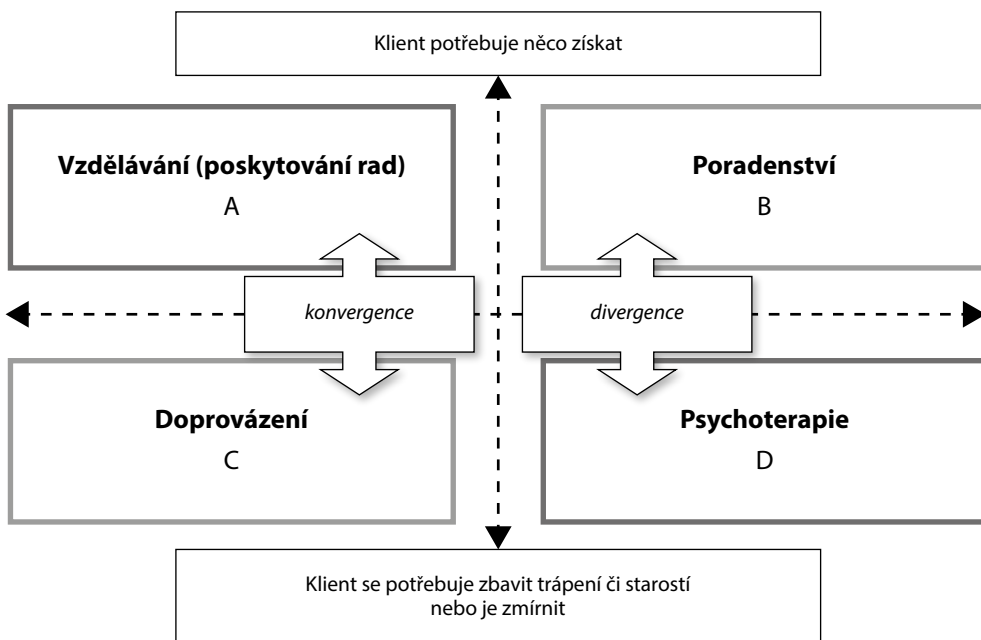 Klient potřebuje něco získat
Vzdělávání (poskytování rad)
A
Poradenství
B
konvergence
divergence
Doprovázení
C
Psychoterapie
D
Klient se potřebuje zbavit trápení či starostí
nebo je zmírnit